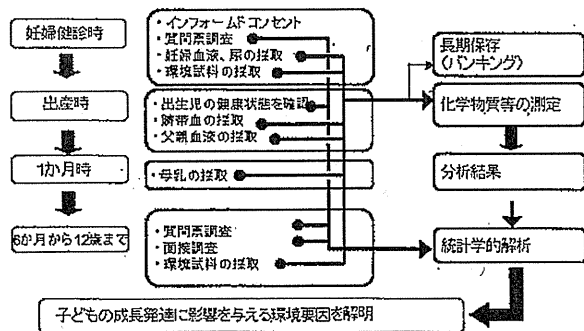 妊婦健診時
・インフォームドコンセント
・質問票調査
・妊婦血液、尿の採取
・環境試料の採取
出産時
・出生児の健康状態を確認
・臍帯血の採取
・父親血液の採取
1か月時
・母乳の採取
6か月から12歳まで
・質問票調査
・面接調査
・環境試料の採取
長期保存
(バンキング)
化学物質等の測定
分析結果
統計学的解析
子どもの成長発達に影響を与える環境要因を解明